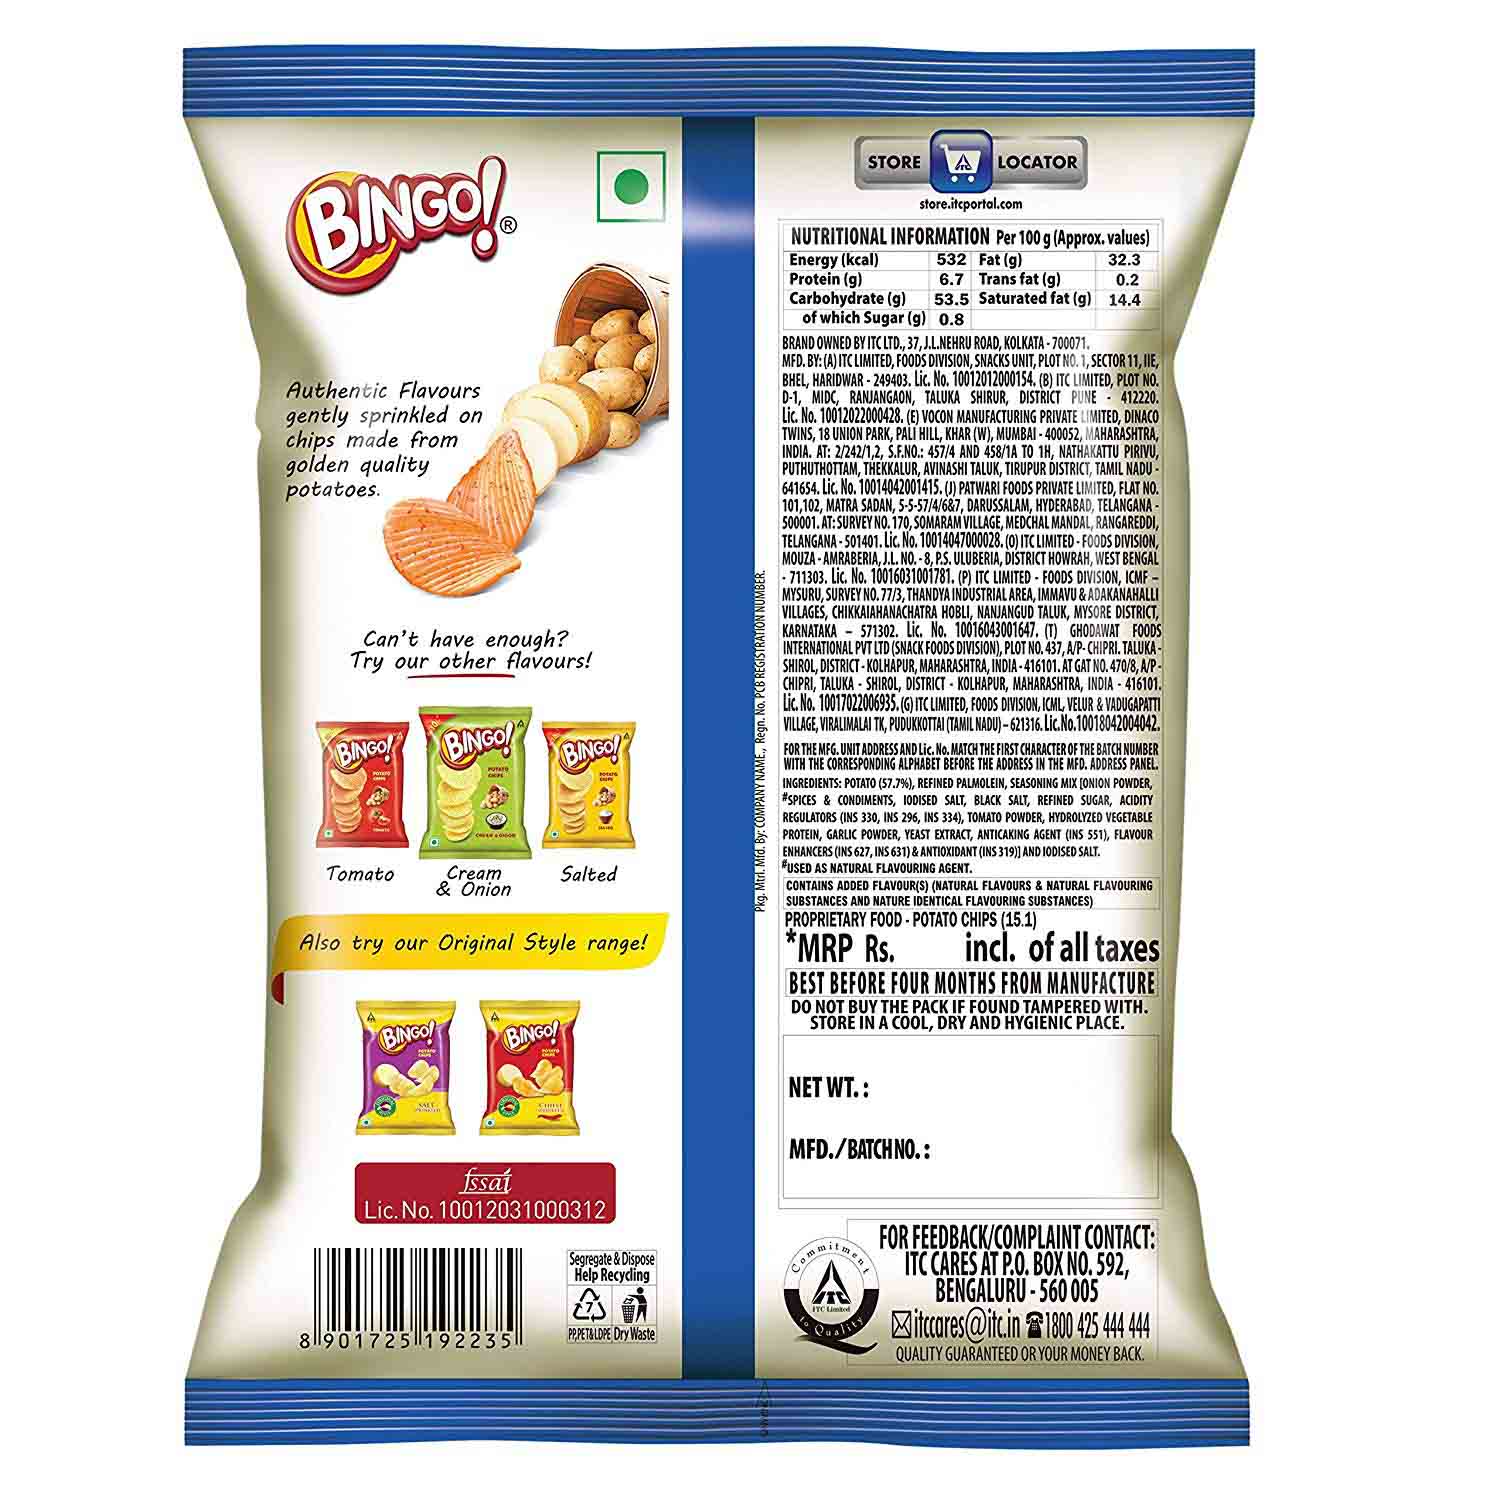 BINGO!®
Authentic Flavours
gently sprinkled on
chips made from
golden quality
potatoes.
Can't have enough?
Try our other flavours!
BINGO!
POTATO
CHIPS
TOMATO
BINGO!
POTATO
CHIPS
CREAM & ONION
BINGO!
POTATO
CHIPS
SALTED
Tomato
Cream
& Onion
Salted
Also try our Original Style range!
BINGO!
POTATO
CHIPS
SALT
SPRINKLED
BINGO!
POTATO
CHIPS
CHILLI
SPRINKLED
fssai
Lic. No. 10012031000312
8 901725 192235
Segregate & Dispose
Help Recycling
7
PP,PET&LDPE Dry Waste
Pkg. Mtrl. Mfd. By: COMPANY NAME., Regn. No. PCB REGISTRATION NUMBER.
STORE ITC LOCATOR
store.itcportal.com
NUTRITIONAL INFORMATION Per 100 g (Approx. values)
Energy (kcal) 532 Fat (g) 32.3
Protein (g) 6.7 Trans fat (g) 0.2
Carbohydrate (g) 53.5 Saturated fat (g) 14.4
of which Sugar (g) 0.8
BRAND OWNED BY ITC LTD., 37, J.L.NEHRU ROAD, KOLKATA - 700071.
MFD. BY: (A) ITC LIMITED, FOODS DIVISION, SNACKS UNIT, PLOT NO. 1, SECTOR 11, IIE,
BHEL, HARIDWAR - 249403. Lic. No. 10012012000154. (B) ITC LIMITED, PLOT NO.
D-1, MIDC, RANJANGAON, TALUKA SHIRUR, DISTRICT PUNE - 412220.
Lic. No. 10012022000428. (E) VOCON MANUFACTURING PRIVATE LIMITED, DINACO
TWINS, 18 UNION PARK, PALI HILL, KHAR (W), MUMBAI - 400052, MAHARASHTRA,
INDIA. AT: 2/242/1,2, S.F.NO.: 457/4 AND 458/1A TO 1H, NATHAKATTU PIRIVU,
PUTHUTHOTTAM, THEKKALUR, AVINASHI TALUK, TIRUPUR DISTRICT, TAMIL NADU -
641654. Lic. No. 10014042001415. (J) PATWARI FOODS PRIVATE LIMITED, FLAT NO.
101,102, MATRA SADAN, 5-5-57/4/6&7, DARUSSALAM, HYDERABAD, TELANGANA -
500001. AT: SURVEY NO. 170, SOMARAM VILLAGE, MEDCHAL MANDAL, RANGAREDDI,
TELANGANA - 501401. Lic. No. 10014047000028. (O) ITC LIMITED - FOODS DIVISION,
MOUZA - AMRABERIA, J.L. NO. - 8, P.S. ULUBERIA, DISTRICT HOWRAH, WEST BENGAL
- 711303. Lic. No. 10016031001781. (P) ITC LIMITED - FOODS DIVISION, ICMF –
MYSURU, SURVEY NO. 77/3, THANDYA INDUSTRIAL AREA, IMMAVU & ADAKANAHALLI
VILLAGES, CHIKKAIAHANACHATRA HOBLI, NANJANGUD TALUK, MYSORE DISTRICT,
KARNATAKA – 571302. Lic. No. 10016043001647. (T) GHODAWAT FOODS
INTERNATIONAL PVT LTD (SNACK FOODS DIVISION), PLOT NO. 437, A/P- CHIPRI. TALUKA -
SHIROL, DISTRICT - KOLHAPUR, MAHARASHTRA, INDIA - 416101. AT GAT NO. 470/8, A/P -
CHIPRI, TALUKA - SHIROL, DISTRICT - KOLHAPUR, MAHARASHTRA, INDIA - 416101.
Lic. No. 10017022006935. (G) ITC LIMITED, FOODS DIVISION, ICML, VELUR & VADUGAPATTI
VILLAGE, VIRALIMALAI TK, PUDUKKOTTAI (TAMIL NADU) – 621316. Lic.No.10018042004042.
FOR THE MFG. UNIT ADDRESS AND Lic. No. MATCH THE FIRST CHARACTER OF THE BATCH NUMBER
WITH THE CORRESPONDING ALPHABET BEFORE THE ADDRESS IN THE MFD. ADDRESS PANEL.
INGREDIENTS: POTATO (57.7%), REFINED PALMOLEIN, SEASONING MIX [ONION POWDER,
#SPICES & CONDIMENTS, IODISED SALT, BLACK SALT, REFINED SUGAR, ACIDITY
REGULATORS (INS 330, INS 296, INS 334), TOMATO POWDER, HYDROLYZED VEGETABLE
PROTEIN, GARLIC POWDER, YEAST EXTRACT, ANTICAKING AGENT (INS 551), FLAVOUR
ENHANCERS (INS 627, INS 631) & ANTIOXIDANT (INS 319)] AND IODISED SALT.
#USED AS NATURAL FLAVOURING AGENT.
CONTAINS ADDED FLAVOUR(S) (NATURAL FLAVOURS & NATURAL FLAVOURING
SUBSTANCES AND NATURE IDENTICAL FLAVOURING SUBSTANCES)
PROPRIETARY FOOD - POTATO CHIPS (15.1)
*MRP Rs. incl. of all taxes
BEST BEFORE FOUR MONTHS FROM MANUFACTURE
DO NOT BUY THE PACK IF FOUND TAMPERED WITH.
STORE IN A COOL, DRY AND HYGIENIC PLACE.
NET WT. :
MFD./BATCH NO. :
Commitment
ITC Limited
to Quality
FOR FEEDBACK/COMPLAINT CONTACT:
ITC CARES AT P.O. BOX NO. 592,
BENGALURU - 560 005
itccares@itc.in 1800 425 444 444
QUALITY GUARANTEED OR YOUR MONEY BACK.